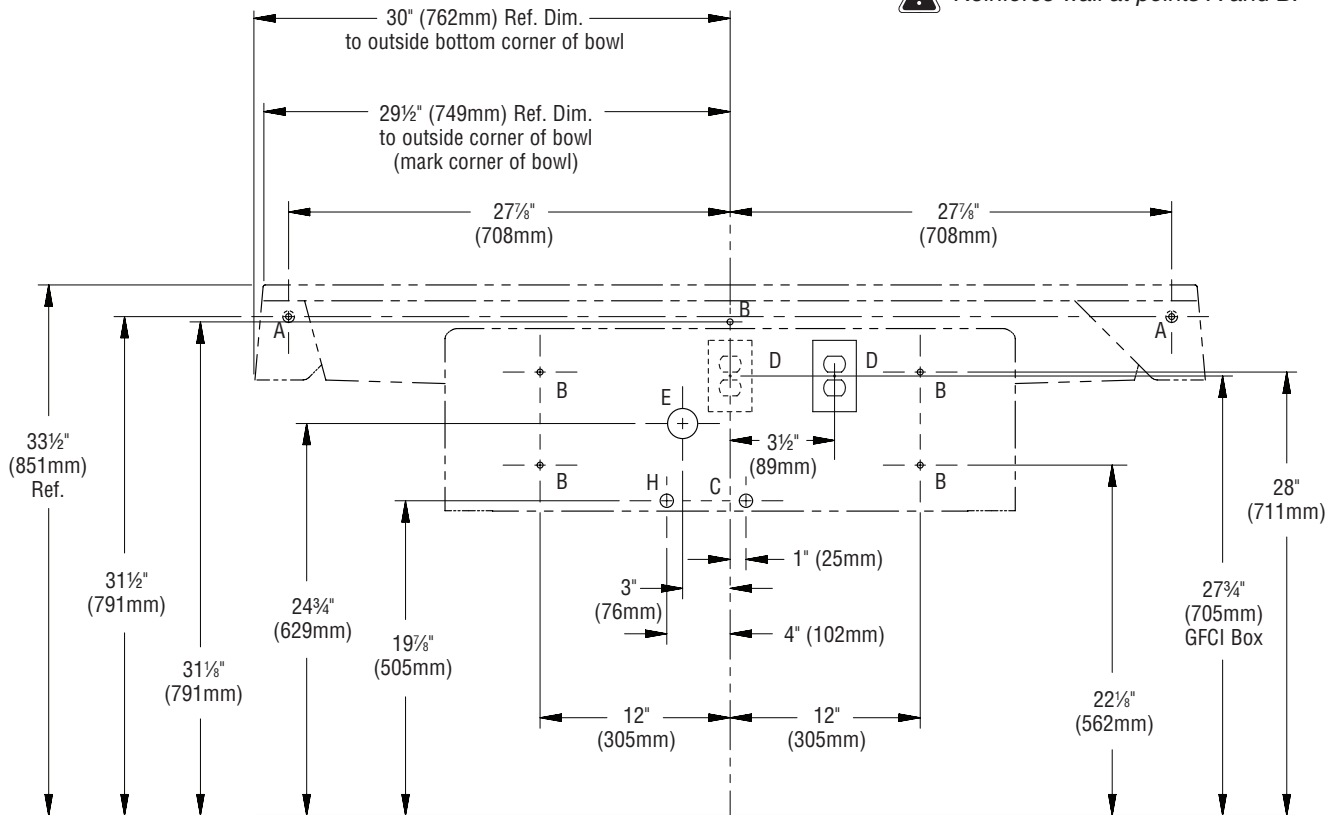 Reinforce wall at points A and B.
30" (762mm) Ref. Dim.
to outside bottom corner of bowl
29½" (749mm) Ref. Dim.
to outside corner of bowl
(mark corner of bowl)
27⅞"
(708mm)
27⅞"
(708mm)
B
A
A
D
D
B
B
E
3½"
(89mm)
33½"
(851mm)
Ref.
B
B
H
C
28"
(711mm)
1" (25mm)
31½"
(791mm)
3"
(76mm)
27¾"
(705mm)
GFCI Box
24¾"
(629mm)
4" (102mm)
19⅞"
(505mm)
31⅛"
(791mm)
22⅛"
(562mm)
12"
(305mm)
12"
(305mm)